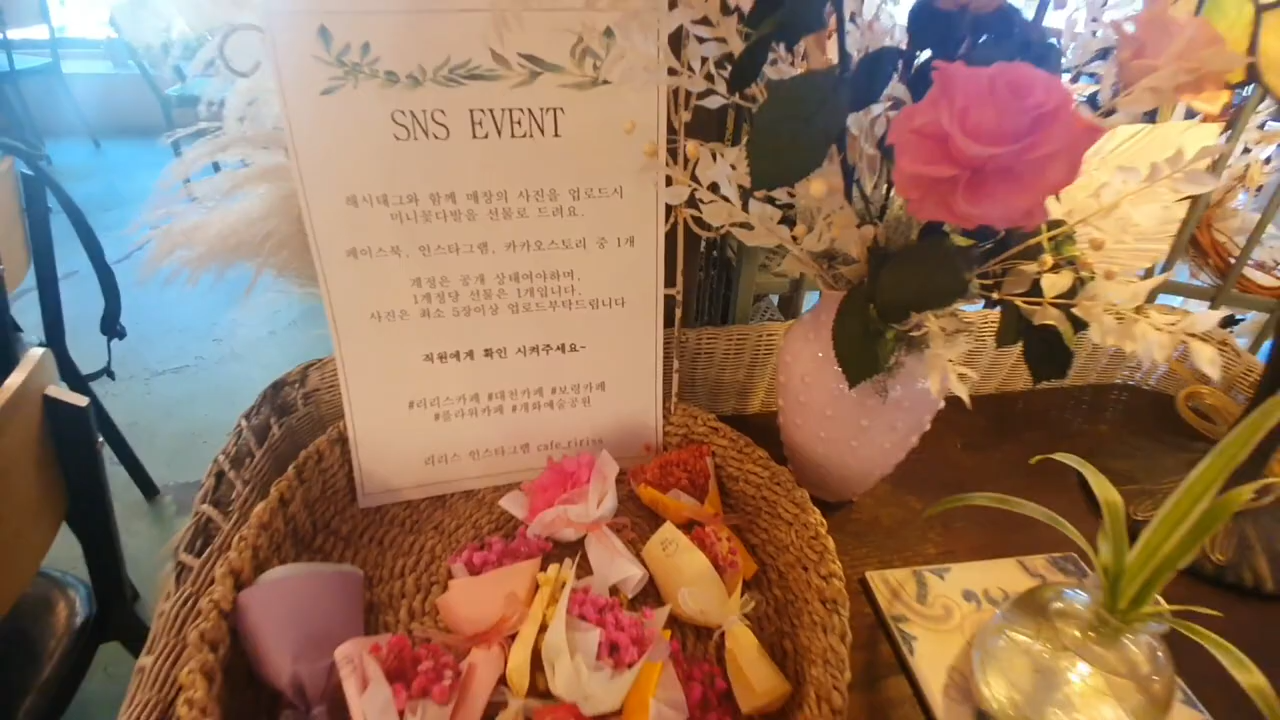 SNS EVENT
해시태그와 함께 매장의 사진을 업로드시
미니꽃다발을 선물로 드려요.
페이스북, 인스타그램, 카카오스토리 중 1개
계정은 공개 상태여야하며,
1계정당 선물은 1개입니다.
사진은 최소 5장이상 업로드부탁드립니다
직원에게 확인 시켜주세요~
#리리스카페 #대천카페 #보령카페
#플라워카페 #개화예술공원
리리스 인스타그램